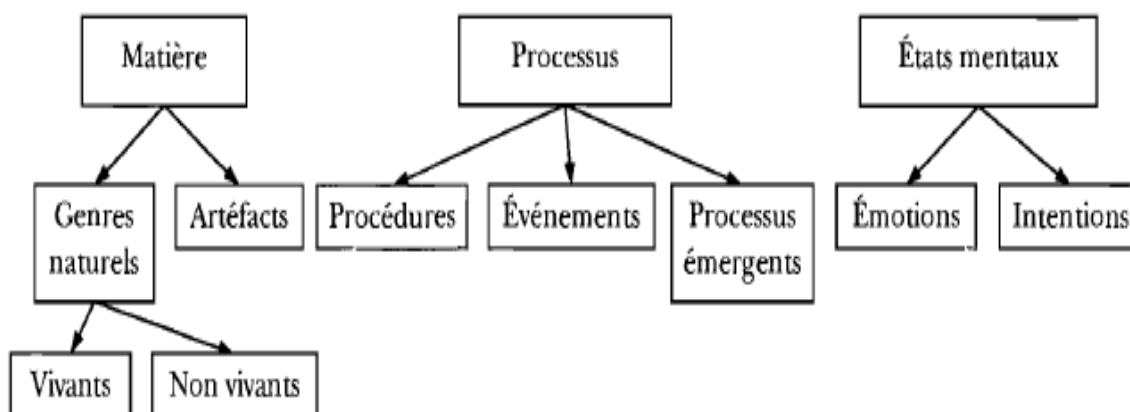 Matière
Processus
États mentaux
Genres
naturels
Artéfacts
Procédures
Événements
Processus
émergents
Émotions
Intentions
Vivants
Non vivants